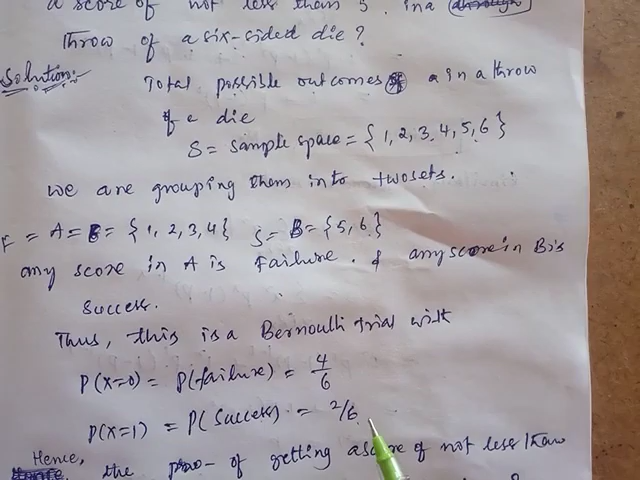 a score of not less than 5. in a
throw of a six-sided die?
Solution:-
Total possible outcomes a in a throw
of e die
S = sample space = { 1, 2, 3, 4, 5, 6 }
we are grouping them into two sets.
F = A = { 1, 2, 3, 4 } S = B = { 5, 6 }
any score in A is Failure. & any score in B is
success.
Thus, this is a Bernoulli trial with
P(X=0) = P(failure) = 4/6
P(X=1) = P(Success) = 2/6
Hence,
the of getting a score of not less than